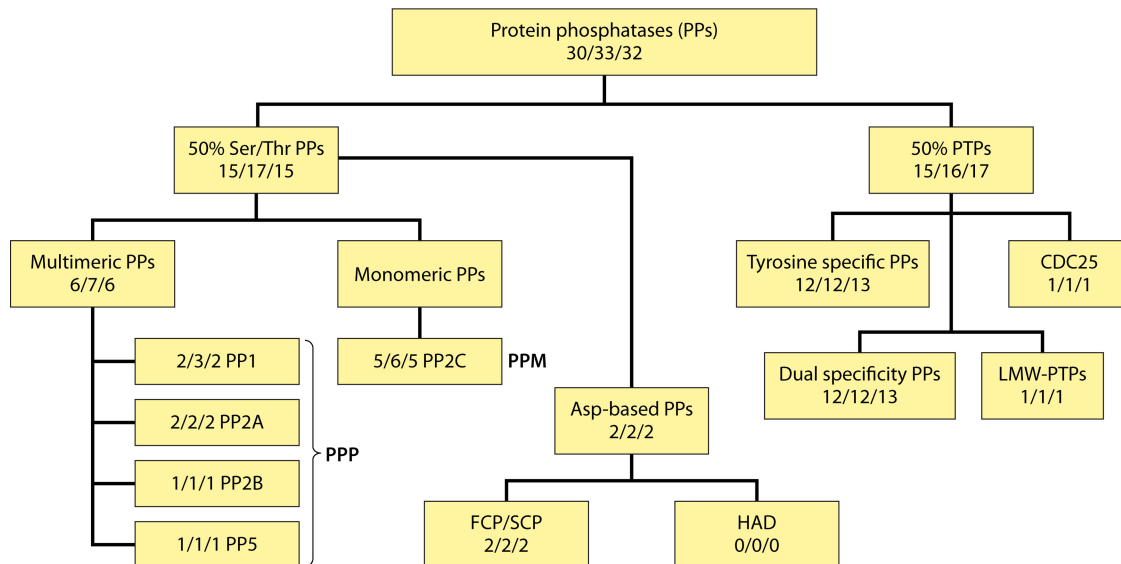 Protein phosphatases (PPs)
30/33/32
50% Ser/Thr PPs
15/17/15
50% PTPs
15/16/17
Multimeric PPs
6/7/6
Monomeric PPs
Tyrosine specific PPs
12/12/13
CDC25
1/1/1
2/3/2 PP1
5/6/5 PP2C
PPM
Dual specificity PPs
12/12/13
LMW-PTPs
1/1/1
2/2/2 PP2A
Asp-based PPs
2/2/2
PPP
1/1/1 PP2B
1/1/1 PP5
FCP/SCP
2/2/2
HAD
0/0/0